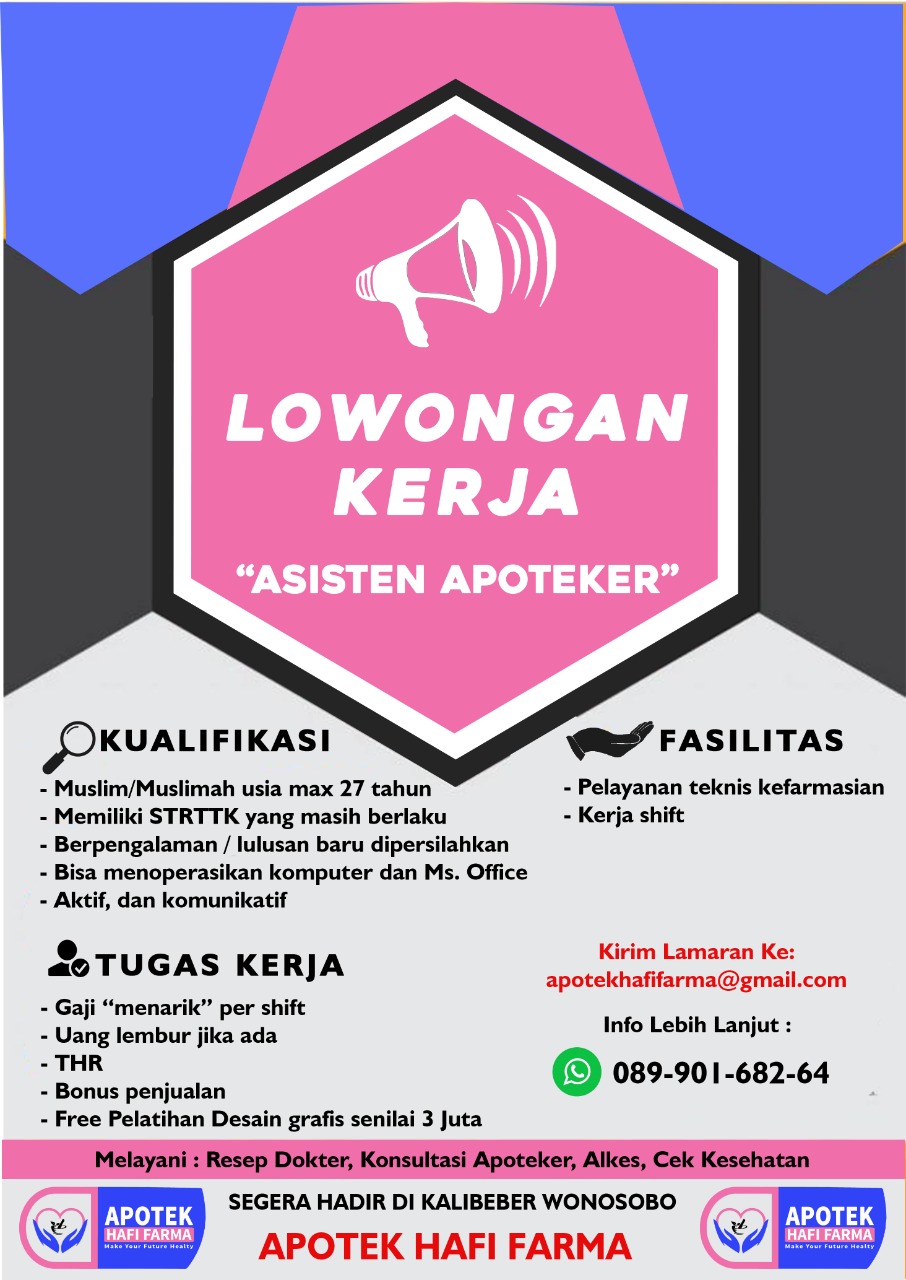 LOWONGAN
KERJA
“ASISTEN APOTEKER”
KUALIFIKASI
- Muslim/Muslimah usia max 27 tahun
- Memiliki STRTTK yang masih berlaku
- Berpengalaman / lulusan baru dipersilahkan
- Bisa menoperasikan komputer dan Ms. Office
- Aktif, dan komunikatif
FASILITAS
- Pelayanan teknis kefarmasian
- Kerja shift
TUGAS KERJA
- Gaji “menarik” per shift
- Uang lembur jika ada
- THR
- Bonus penjualan
- Free Pelatihan Desain grafis senilai 3 Juta
Kirim Lamaran Ke:
apotekhafifarma@gmail.com
Info Lebih Lanjut :
089-901-682-64
Melayani : Resep Dokter, Konsultasi Apoteker, Alkes, Cek Kesehatan
APOTEK
HAFI FARMA
Make Your Future Healty
SEGERA HADIR DI KALIBEBER WONOSOBO
APOTEK HAFI FARMA
APOTEK
HAFI FARMA
Make Your Future Healty